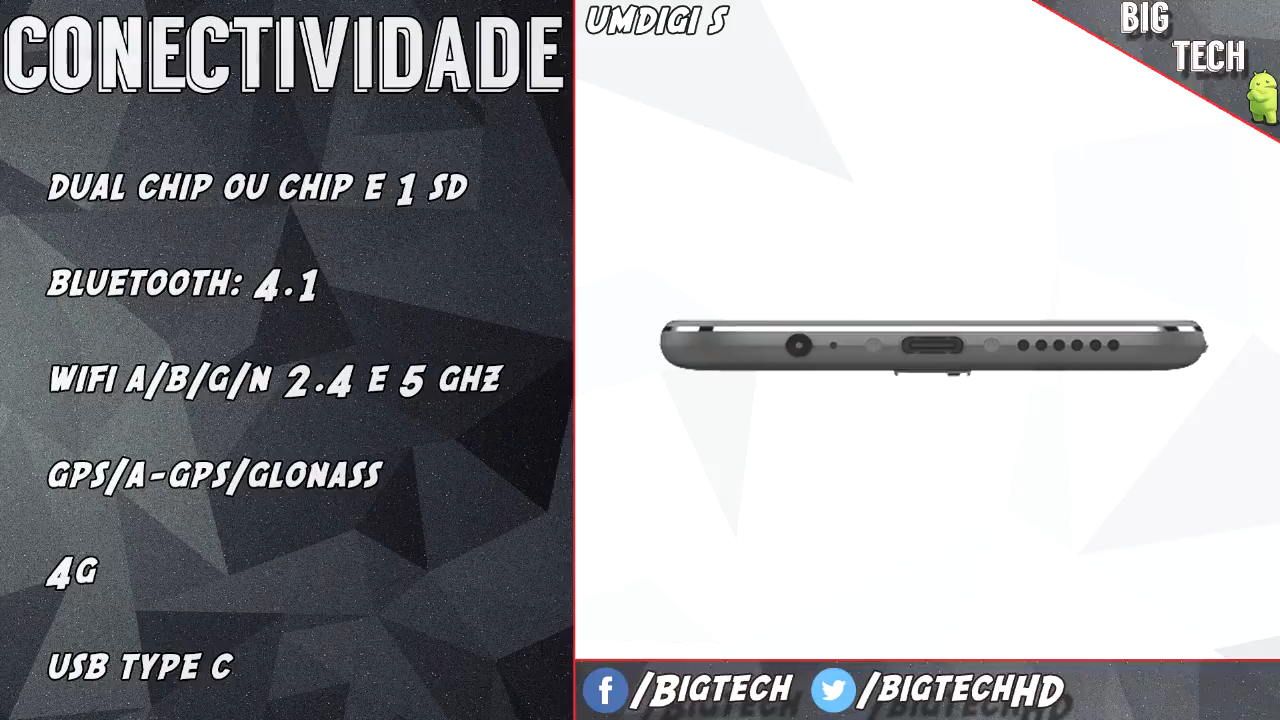 CONECTIVIDADE
DUAL CHIP OU CHIP E 1 SD
BLUETOOTH: 4.1
WIFI A/B/G/N 2.4 E 5 GHZ
GPS/A-GPS/GLONASS
4G
USB TYPE C
UMDIGI S
BIG
TECH
f /BIGTECH /BIGTECHHD